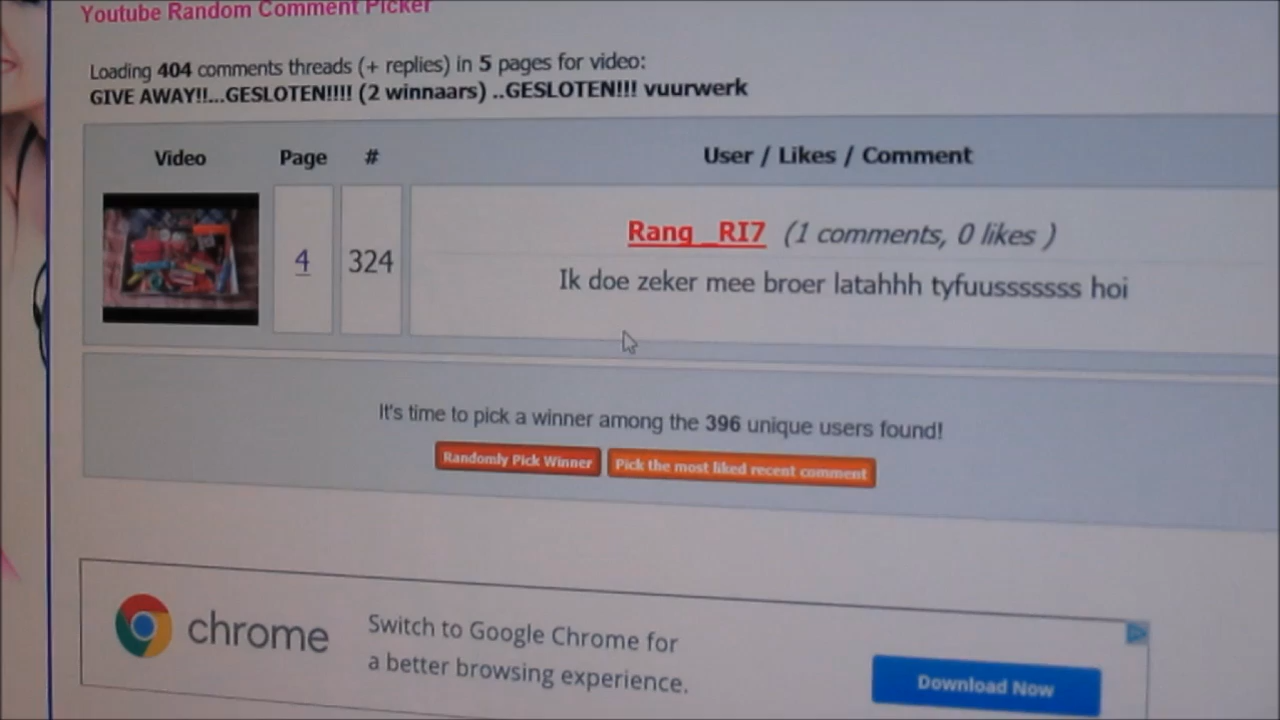 Youtube Random Comment Picker
Loading 404 comments threads (+ replies) in 5 pages for video:
GIVE AWAY!!...GESLOTEN!!!! (2 winnaars) ..GESLOTEN!!! vuurwerk
Video Page # User / Likes / Comment
4 324 Rang _RI7 (1 comments, 0 likes )
Ik doe zeker mee broer latahhh tyfuusssssss hoi
It's time to pick a winner among the 396 unique users found!
Randomly Pick Winner Pick the most liked recent comment
chrome Switch to Google Chrome for
a better browsing experience.
Download Now